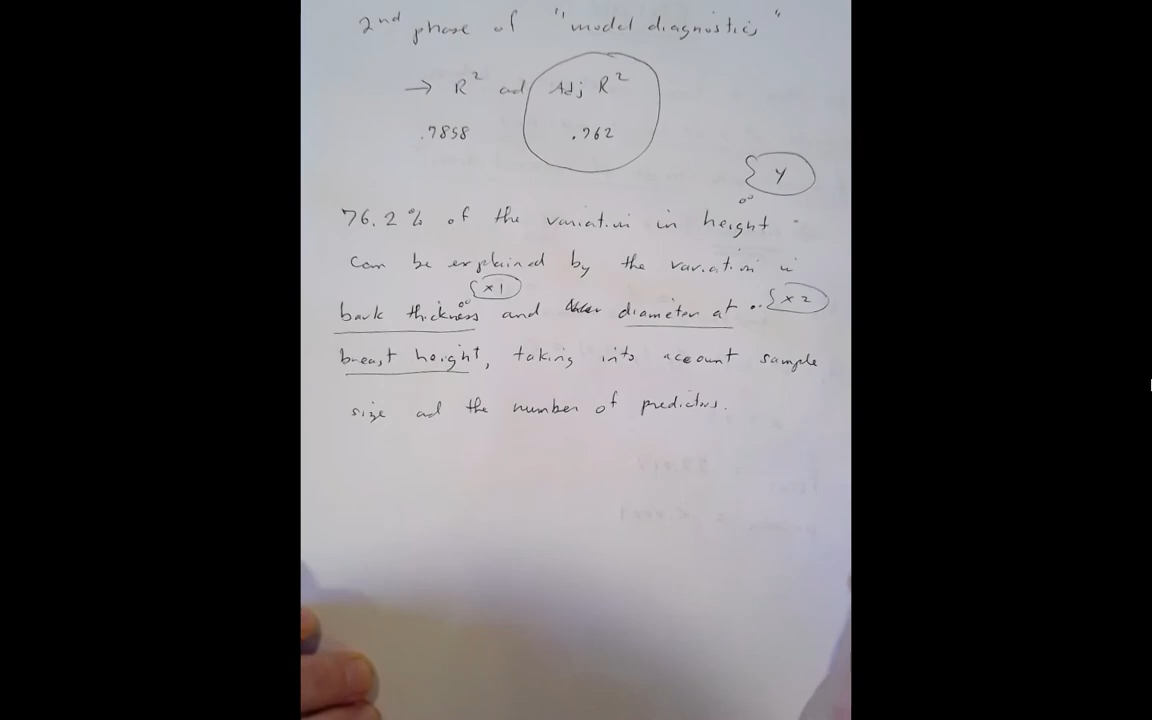 2nd phase of "model diagnostics"
→ R² ad Adj R²
.7858 .762
y
76.2% of the variation in height
can be explained by the variation in
x1
bark thickness and diameter at x2
breast height, taking into account sample
size ad the number of predictors.